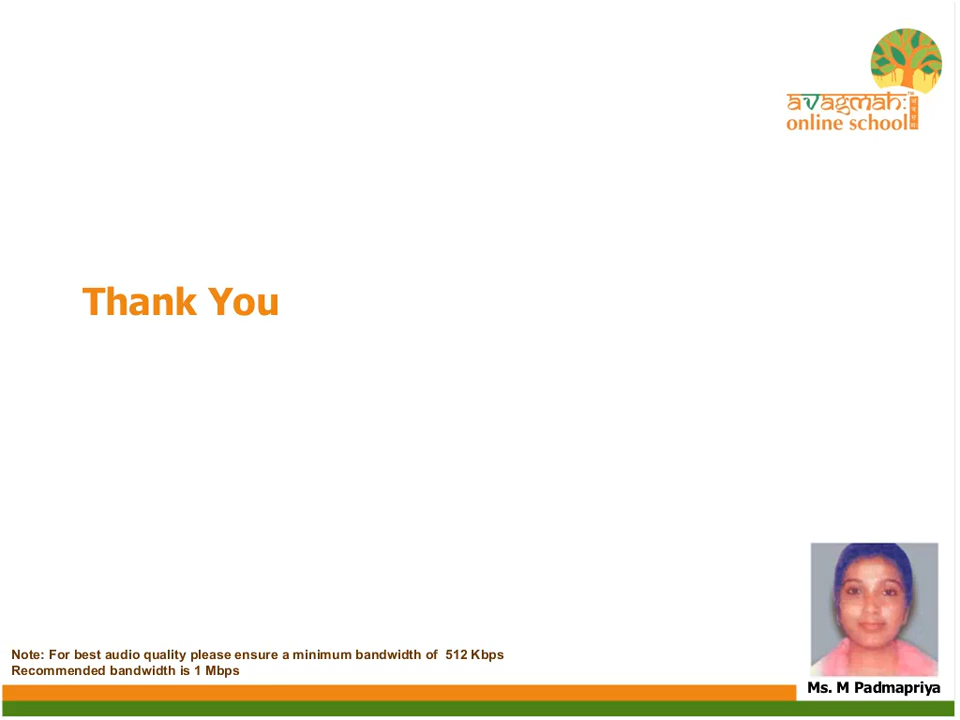 avagmah:
online school
Thank You
Note: For best audio quality please ensure a minimum bandwidth of 512 Kbps
Recommended bandwidth is 1 Mbps
Ms. M Padmapriya